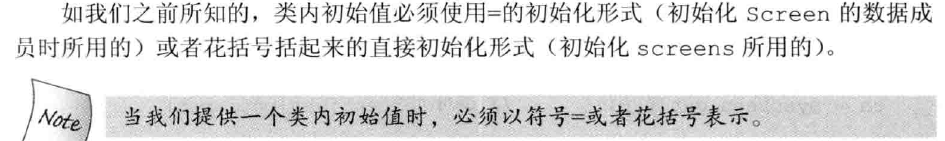 如我们之前所知的，类内初始值必须使用=的初始化形式（初始化 Screen 的数据成
员时所用的）或者花括号括起来的直接初始化形式（初始化 screens 所用的）。
Note
当我们提供一个类内初始值时，必须以符号=或者花括号表示。